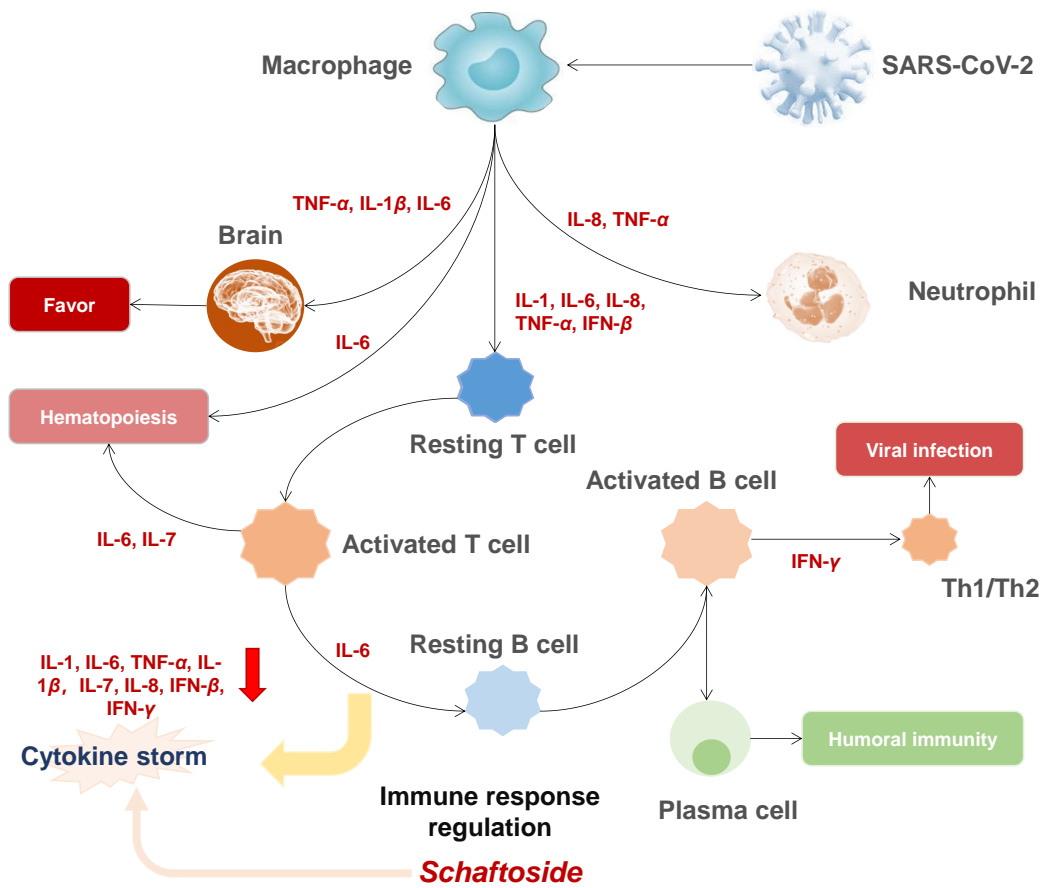 Macrophage
SARS-CoV-2
TNF-α, IL-1β, IL-6
IL-8, TNF-α
Brain
Favor
IL-1, IL-6, IL-8,
TNF-α, IFN-β
Neutrophil
IL-6
Hematopoiesis
Resting T cell
Viral infection
Activated B cell
IL-6, IL-7
Activated T cell
IFN-γ
Th1/Th2
IL-6
Resting B cell
IL-1, IL-6, TNF-α, IL-
1β, IL-7, IL-8, IFN-β,
IFN-γ
Cytokine storm
Humoral immunity
Plasma cell
Immune response
regulation
Schaftoside